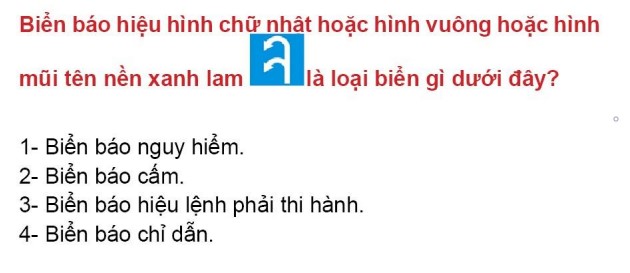 Biển báo hiệu hình chữ nhật hoặc hình vuông hoặc hình
mũi tên nền xanh lam là loại biển gì dưới đây?
1- Biển báo nguy hiểm.
2- Biển báo cấm.
3- Biển báo hiệu lệnh phải thi hành.
4- Biển báo chỉ dẫn.